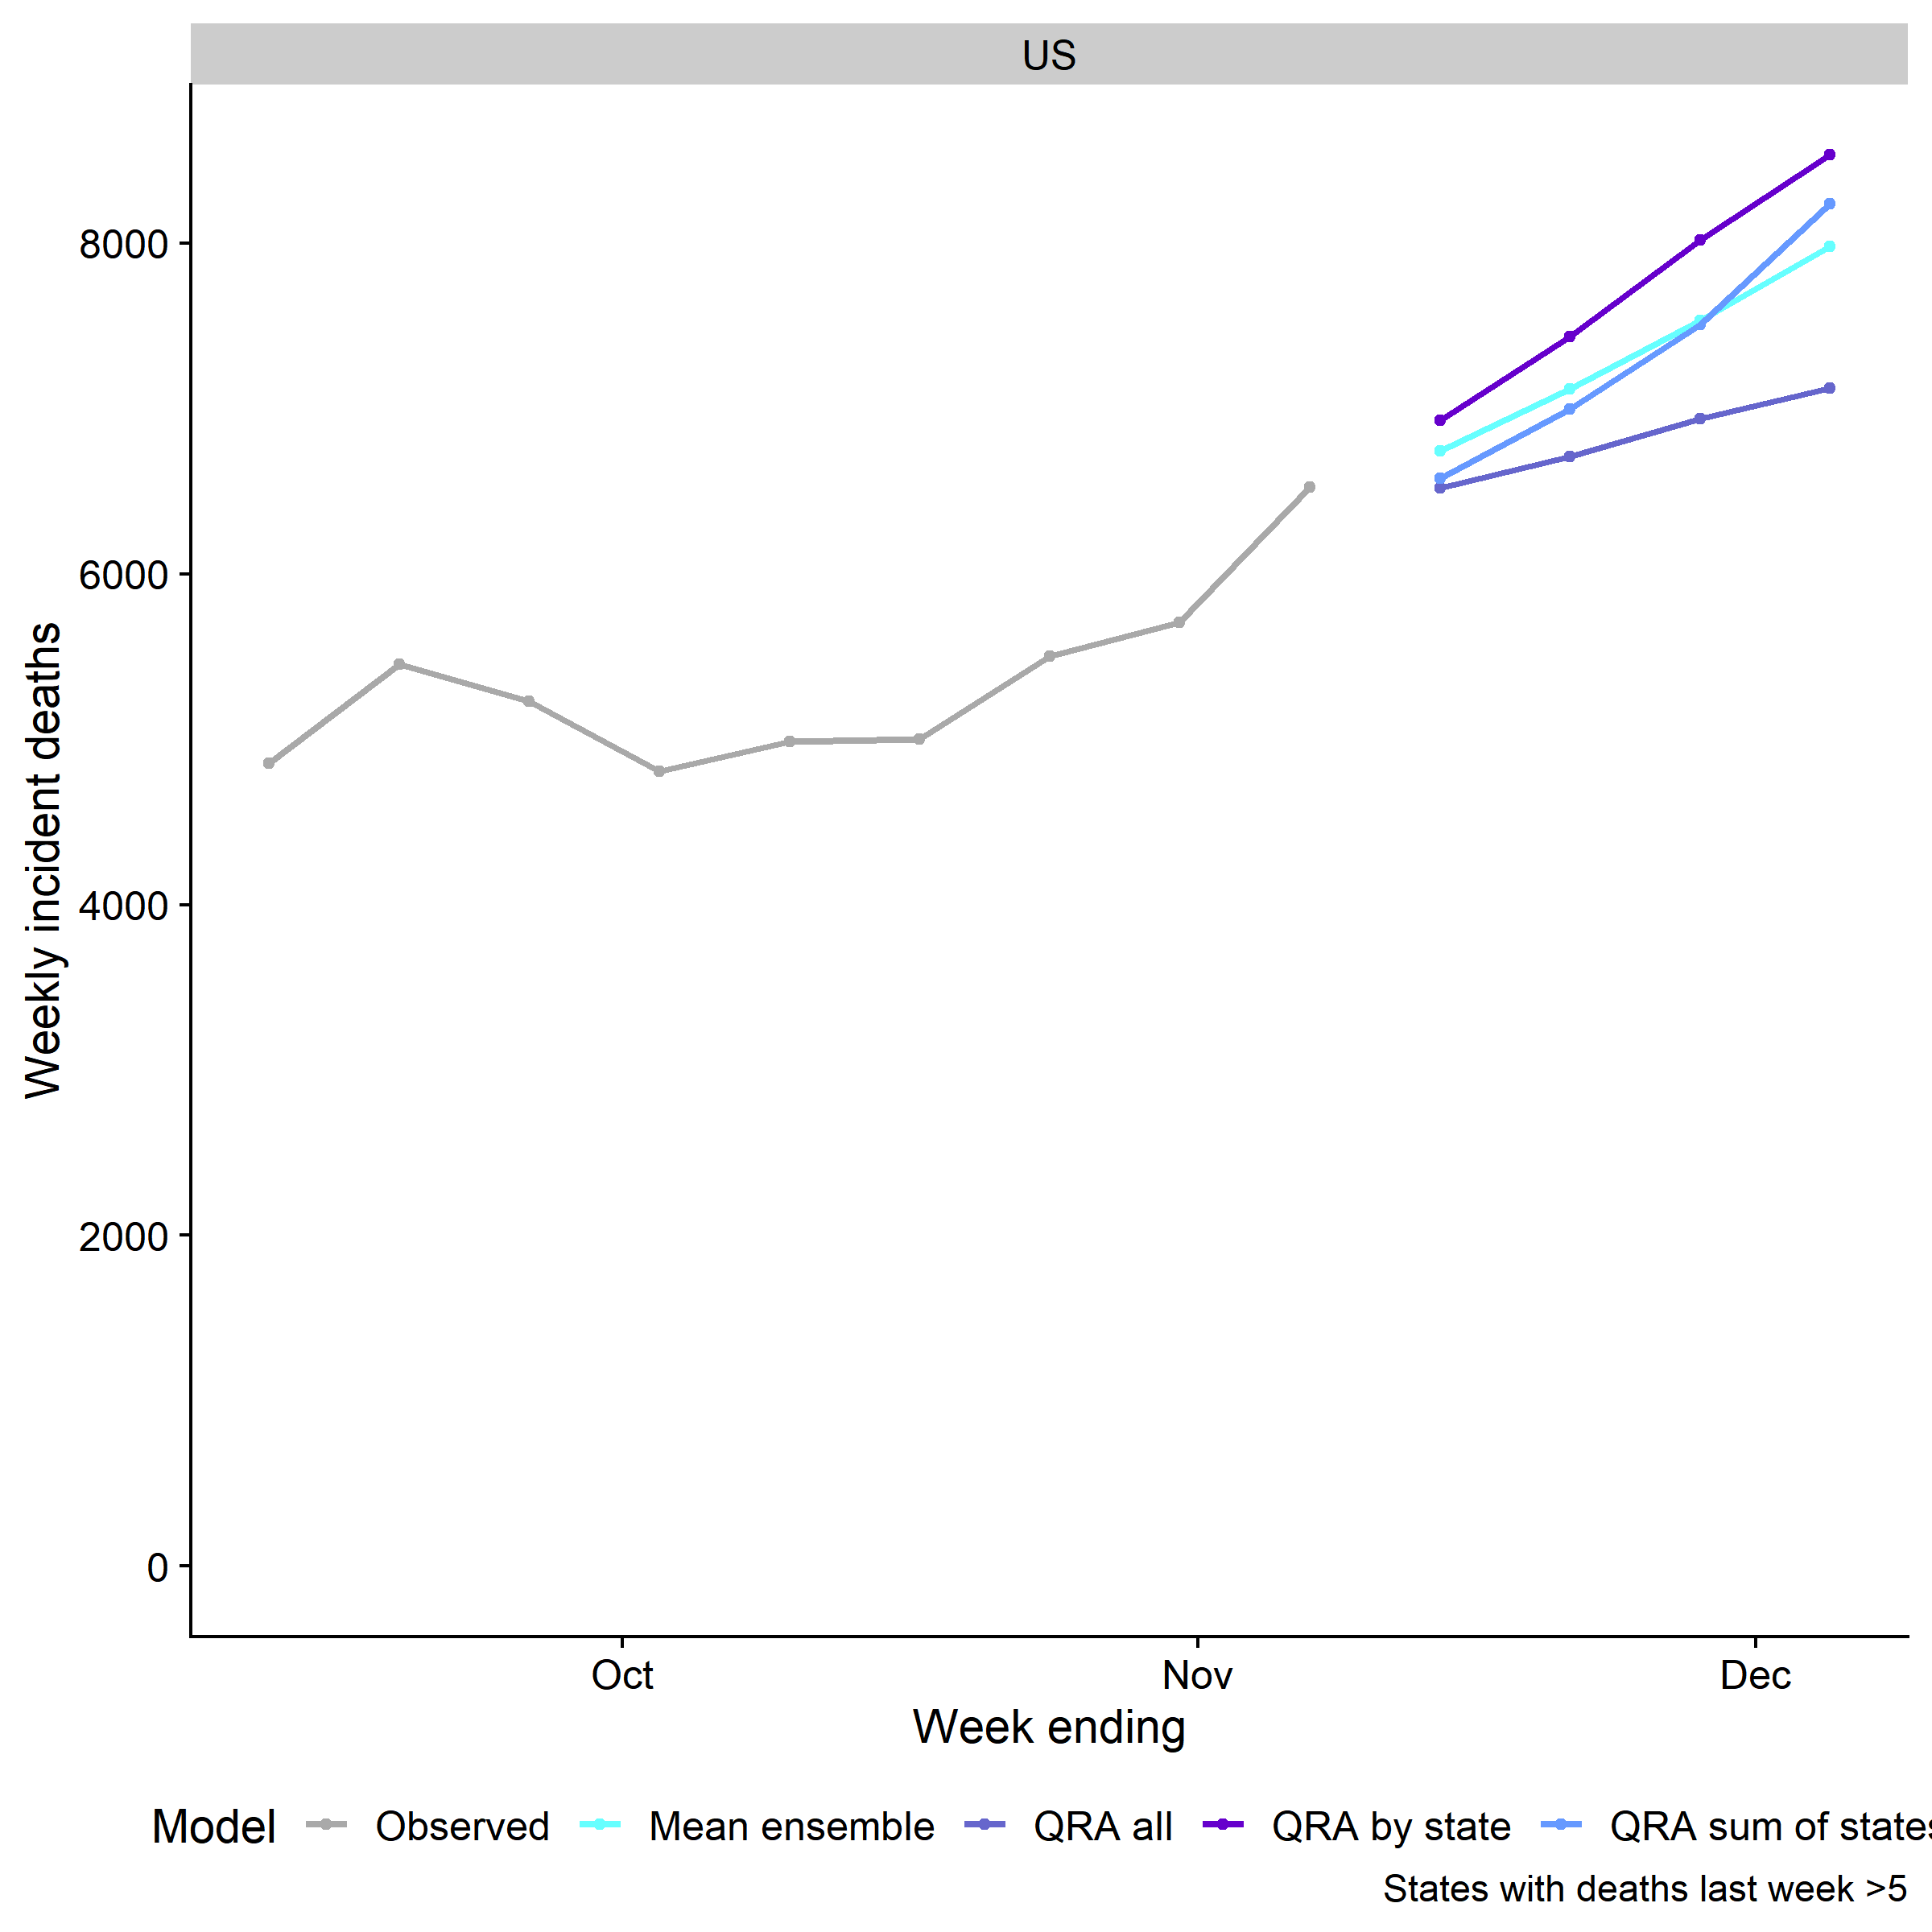 US
8000
6000
4000
2000
0
Weekly incident deaths
Oct Nov Dec
Week ending
Model Observed Mean ensemble QRA all QRA by state QRA sum of states
States with deaths last week >5